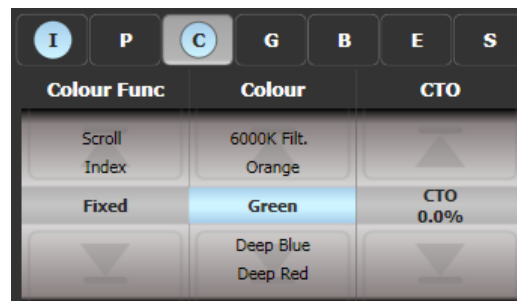 I P C G B E S
Colour Func Colour CTO
Scroll 6000K Filt.
Index Orange
Fixed Green CTO
0.0%
Deep Blue
Deep Red